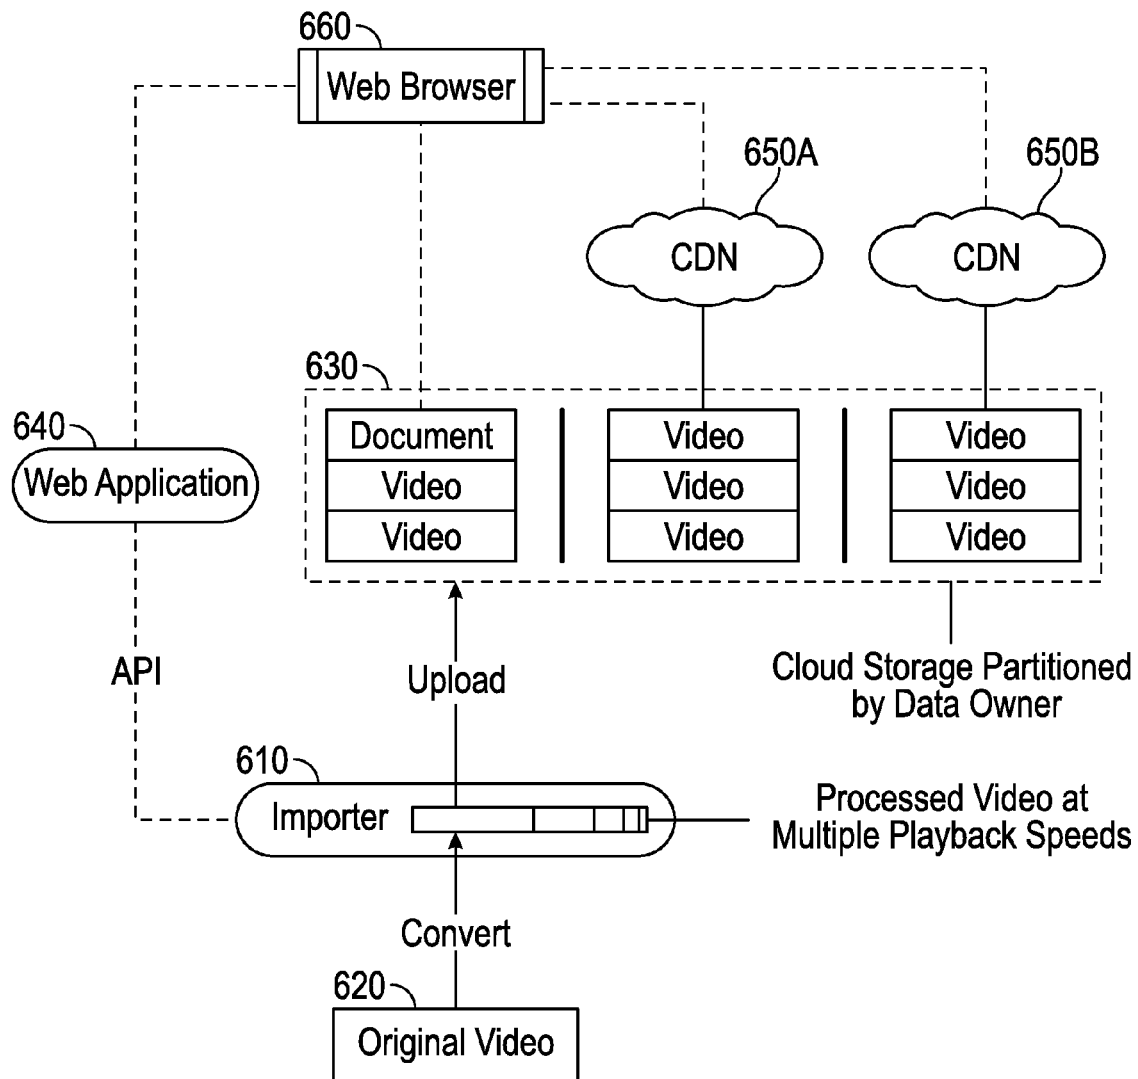 660
Web Browser
650A
650B
CDN
CDN
630
640
Document
Video
Video
Web Application
Video
Video
Video
Video
Video
Video
API
Upload
Cloud Storage Partitioned
by Data Owner
610
Importer
Processed Video at
Multiple Playback Speeds
Convert
620
Original Video